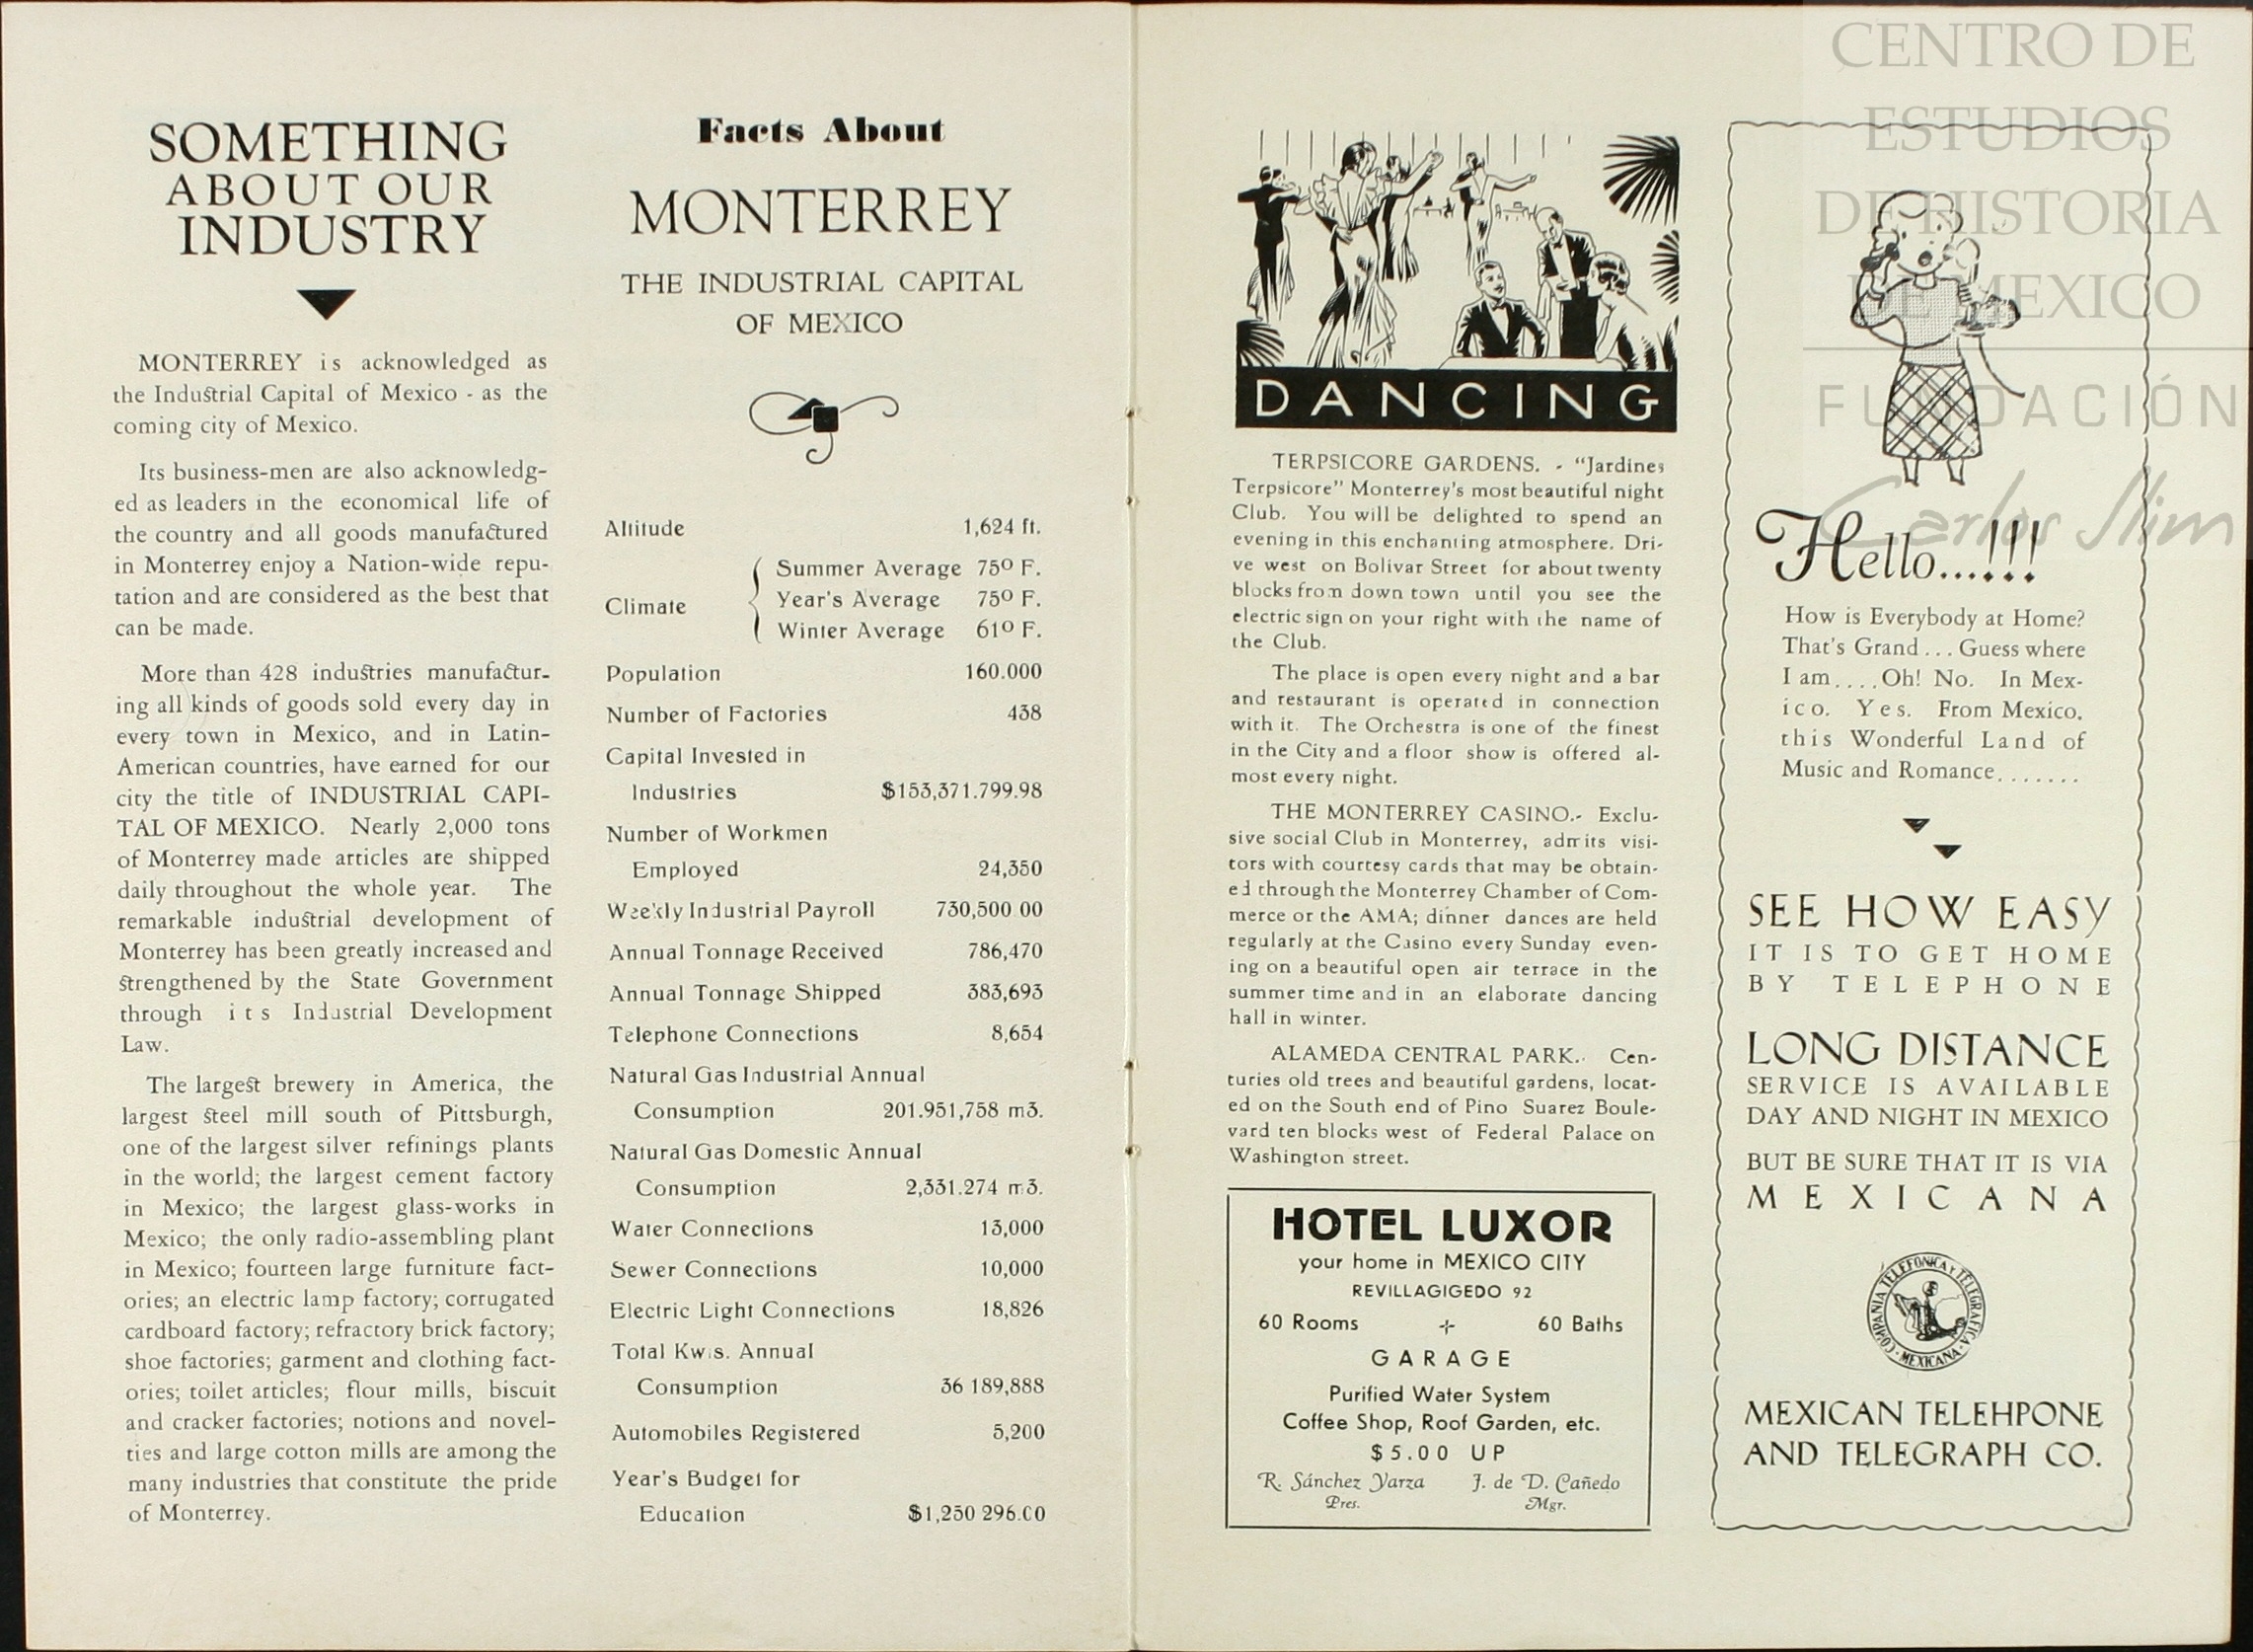 SOMETHING
ABOUT OUR
INDUSTRY
MONTERREY is acknowledged as
the Industrial Capital of Mexico - as the
coming city of Mexico.
Its business-men are also acknowledg-
ed as leaders in the economical life of
the country and all goods manufactured
in Monterrey enjoy a Nation-wide repu-
tation and are considered as the best that
can be made.
More than 428 industries manufactur-
ing all kinds of goods sold every day in
every town in Mexico, and in Latin-
American countries, have earned for our
city the title of INDUSTRIAL CAPI-
TAL OF MEXICO. Nearly 2,000 tons
of Monterrey made articles are shipped
daily throughout the whole year. The
remarkable industrial development of
Monterrey has been greatly increased and
strengthened by the State Government
through its Industrial Development
Law.
The largest brewery in America, the
largest steel mill south of Pittsburgh,
one of the largest silver refinings plants
in the world; the largest cement factory
in Mexico; the largest glass-works in
Mexico; the only radio-assembling plant
in Mexico; fourteen large furniture fact-
ories; an electric lamp factory; corrugated
cardboard factory; refractory brick factory;
shoe factories; garment and clothing fact-
ories; toilet articles; flour mills, biscuit
and cracker factories; notions and novel-
ties and large cotton mills are among the
many industries that constitute the pride
of Monterrey.
Facts About
MONTERREY
THE INDUSTRIAL CAPITAL
OF MEXICO
Altitude 1,624 ft.
Climate
Summer Average 75º F.
Year's Average 75º F.
Winter Average 61º F.
Population 160.000
Number of Factories 438
Capital Invested in
Industries $153,371.799.98
Number of Workmen
Employed 24,350
Weekly Industrial Payroll 730,500 00
Annual Tonnage Received 786,470
Annual Tonnage Shipped 383,693
Telephone Connections 8,654
Natural Gas Industrial Annual
Consumption 201.951,758 m3.
Natural Gas Domestic Annual
Consumption 2,331.274 m3.
Water Connections 13,000
Sewer Connections 10,000
Electric Light Connections 18,826
Total Kws. Annual
Consumption 36 189,888
Automobiles Registered 5,200
Year's Budget for
Education $1,250 296.00
DANCING
TERPSICORE GARDENS. - "Jardines
Terpsicore" Monterrey's most beautiful night
Club. You will be delighted to spend an
evening in this enchanting atmosphere. Dri-
ve west on Bolivar Street for about twenty
blocks from down town until you see the
electric sign on your right with the name of
the Club.
The place is open every night and a bar
and restaurant is operated in connection
with it. The Orchestra is one of the finest
in the City and a floor show is offered al-
most every night.
THE MONTERREY CASINO.- Exclu-
sive social Club in Monterrey, admits visi-
tors with courtesy cards that may be obtain-
ed through the Monterrey Chamber of Com-
merce or the AMA; dinner dances are held
regularly at the Casino every Sunday even-
ing on a beautiful open air terrace in the
summer time and in an elaborate dancing
hall in winter.
ALAMEDA CENTRAL PARK.- Cen-
turies old trees and beautiful gardens, locat-
ed on the South end of Pino Suarez Boule-
vard ten blocks west of Federal Palace on
Washington street.
HOTEL LUXOR
your home in MEXICO CITY
REVILLAGIGEDO 92
60 Rooms 60 Baths
GARAGE
Purified Water System
Coffee Shop, Roof Garden, etc.
$5.00 UP
R. Sánchez Yarza J. de D. Cañedo
Pres. Mgr.
Hello...!!!
How is Everybody at Home?
That's Grand... Guess where
I am.... Oh! No. In Mex-
ico. Yes. From Mexico,
this Wonderful Land of
Music and Romance.......
SEE HOW EASY
IT IS TO GET HOME
BY TELEPHONE
LONG DISTANCE
SERVICE IS AVAILABLE
DAY AND NIGHT IN MEXICO
BUT BE SURE THAT IT IS VIA
MEXICANA
COMPAÑIA TELEFONICA Y TELEGRAFICA MEXICANA
MEXICAN TELEHPONE
AND TELEGRAPH CO.
CENTRO DE
ESTUDIOS
DE HISTORIA
DE MEXICO
FUNDACIÓN
Carlos Slim